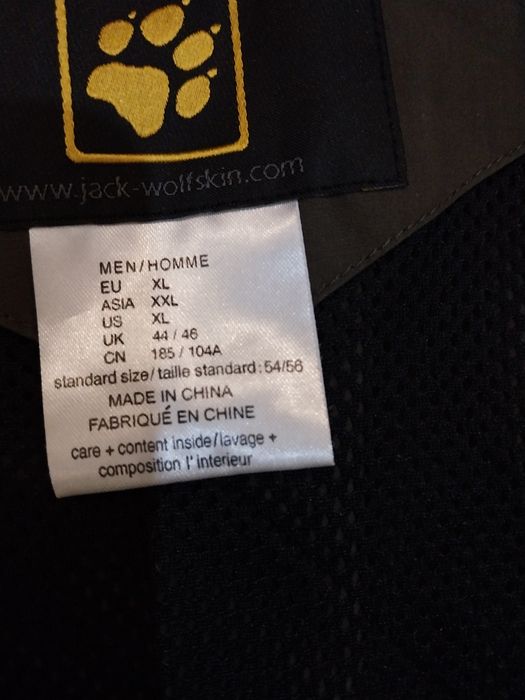 www.jack-wolfskin.com
MEN/HOMME
EU XL
ASIA XXL
US XL
UK 44 / 46
CN 185 / 104A
standard size/taille standard:54/56
MADE IN CHINA
FABRIQUÉ EN CHINE
care + content inside/lavage +
composition l'interieur